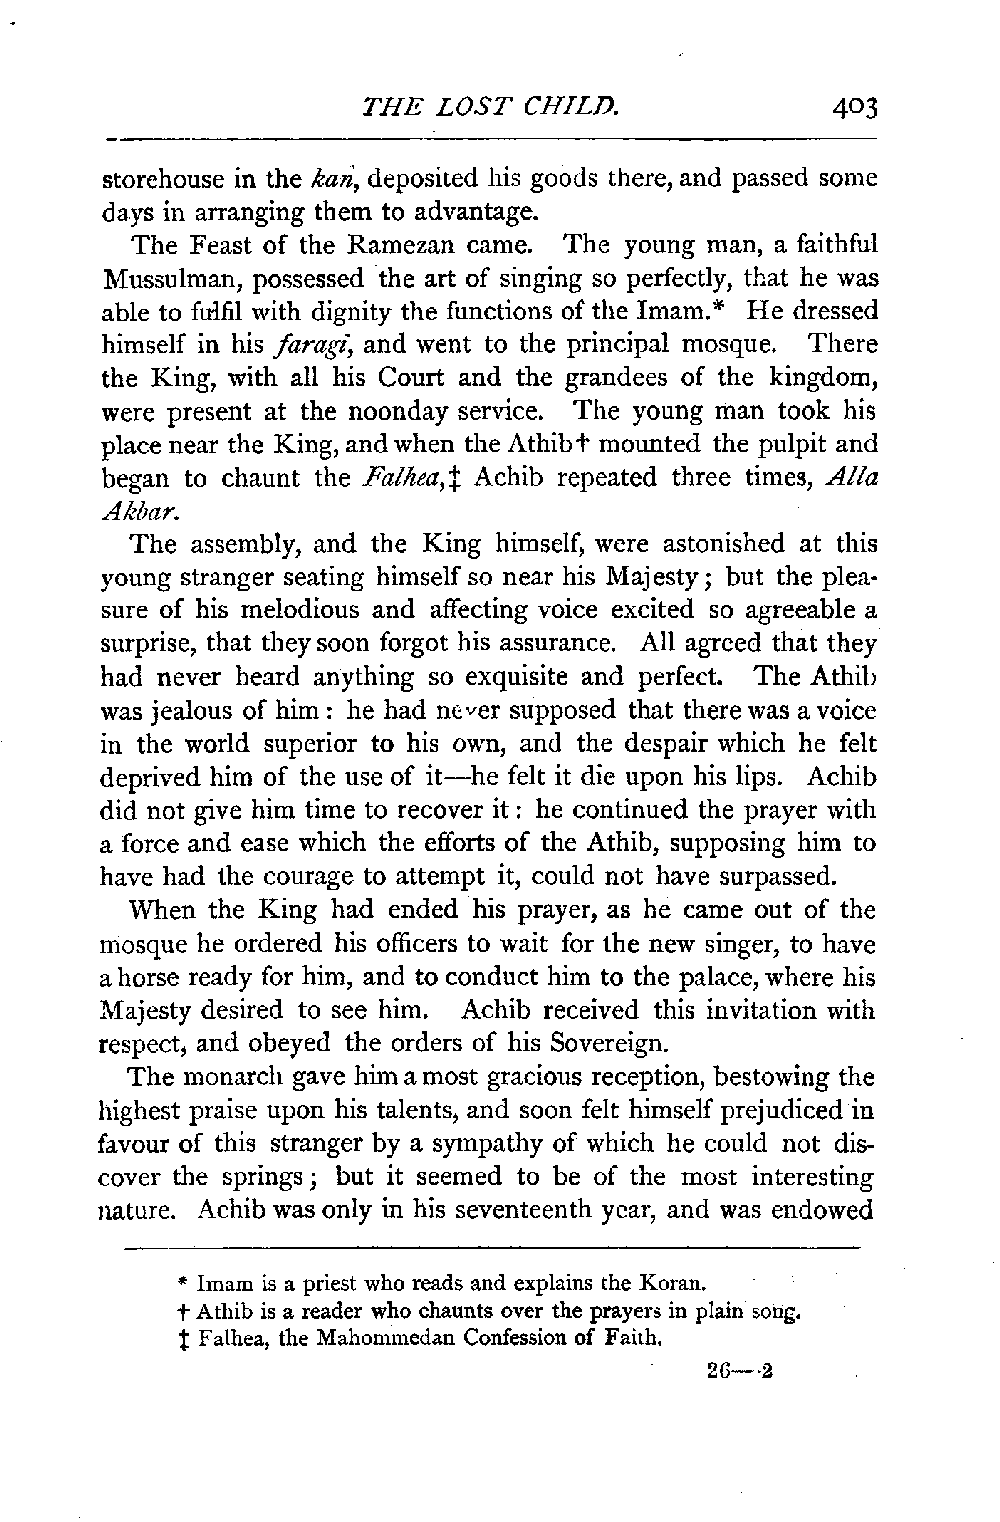 THE LOST CHILD. 403
storehouse in the kan, deposited his goods there, and passed some
days in arranging them to advantage.
The Feast of the Ramezan came. The young man, a faithful
Mussulman, possessed the art of singing so perfectly, that he was
able to fulfil with dignity the functions of the Imam.* He dressed
himself in his faragi, and went to the principal mosque. There
the King, with all his Court and the grandees of the kingdom,
were present at the noonday service. The young man took his
place near the King, and when the Athib† mounted the pulpit and
began to chaunt the Falhea,‡ Achib repeated three times, Alla
Akbar.
The assembly, and the King himself, were astonished at this
young stranger seating himself so near his Majesty; but the plea-
sure of his melodious and affecting voice excited so agreeable a
surprise, that they soon forgot his assurance. All agreed that they
had never heard anything so exquisite and perfect. The Athib
was jealous of him: he had never supposed that there was a voice
in the world superior to his own, and the despair which he felt
deprived him of the use of it—he felt it die upon his lips. Achib
did not give him time to recover it: he continued the prayer with
a force and ease which the efforts of the Athib, supposing him to
have had the courage to attempt it, could not have surpassed.
When the King had ended his prayer, as he came out of the
mosque he ordered his officers to wait for the new singer, to have
a horse ready for him, and to conduct him to the palace, where his
Majesty desired to see him. Achib received this invitation with
respect, and obeyed the orders of his Sovereign.
The monarch gave him a most gracious reception, bestowing the
highest praise upon his talents, and soon felt himself prejudiced in
favour of this stranger by a sympathy of which he could not dis-
cover the springs; but it seemed to be of the most interesting
nature. Achib was only in his seventeenth year, and was endowed
* Imam is a priest who reads and explains the Koran.
† Athib is a reader who chaunts over the prayers in plain song.
‡ Falhea, the Mahommedan Confession of Faith.
26—2